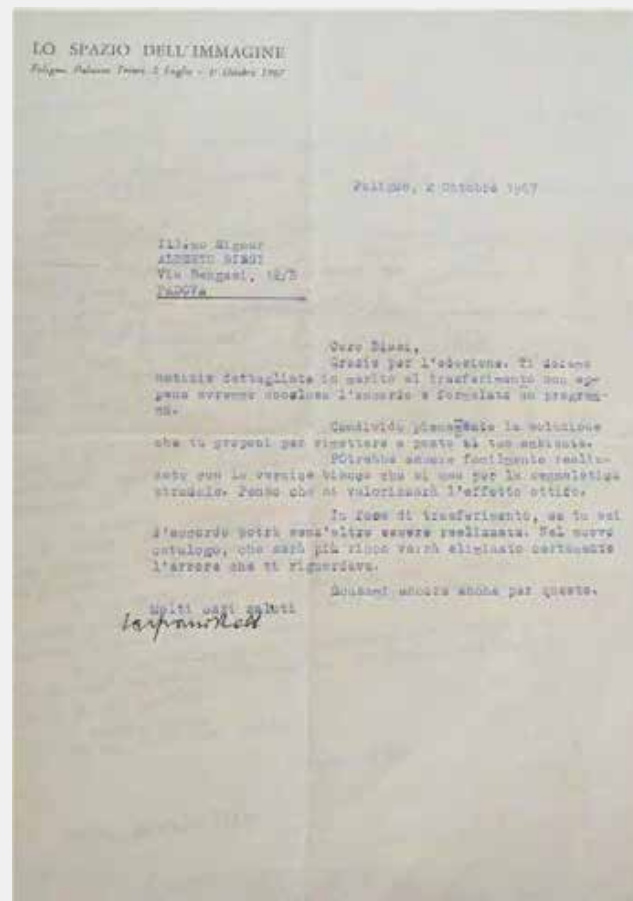 LO SPAZIO DELL'IMMAGINE
Foligno, Palazzo Trinci 2 Luglio - 1° Ottobre 1967
Foligno, 2 Ottobre 1967
Ill.mo Signor
ALBERTO BIASI
Via Bengasi, 12/B
PADOVA
Caro Biasi,
Grazie per l'adesione. Ti daremo
notizie dettagliate in merito al trasferimento non ap-
pena avremo concluso l'accordo e formulato un program-
ma.
Condivido pienamente la soluzione
che tu proponi per rimettere a posto il tuo ambiente.
POtrebbe essere facilmente realiz-
zato con la vernice bianca che si usa per la segnaletica
stradale. Penso che ne valorizzerà l'effetto ottico.
In fase di trasferimento, se tu sei
d'accordo potrà senz'altro essere realizzata. Nel nuovo
catalogo, che sarà più ricco verrà eliminato certamente
l'errore che ti riguardava.
Scusami ancora anche per questo.
Molti cari saluti